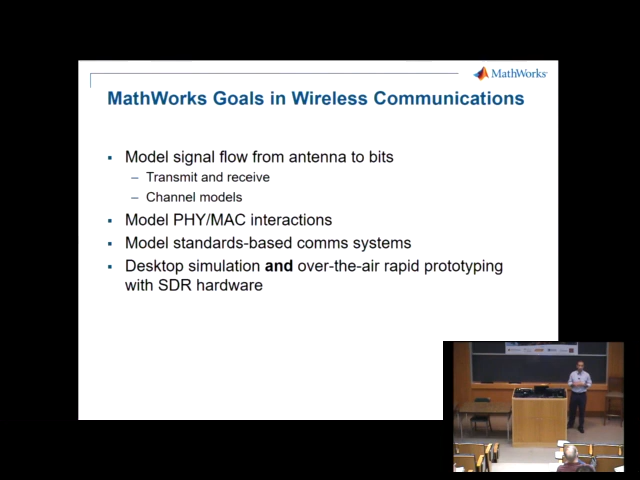 MathWorks
MathWorks Goals in Wireless Communications
▪ Model signal flow from antenna to bits
– Transmit and receive
– Channel models
▪ Model PHY/MAC interactions
▪ Model standards-based comms systems
▪ Desktop simulation and over-the-air rapid prototyping
with SDR hardware